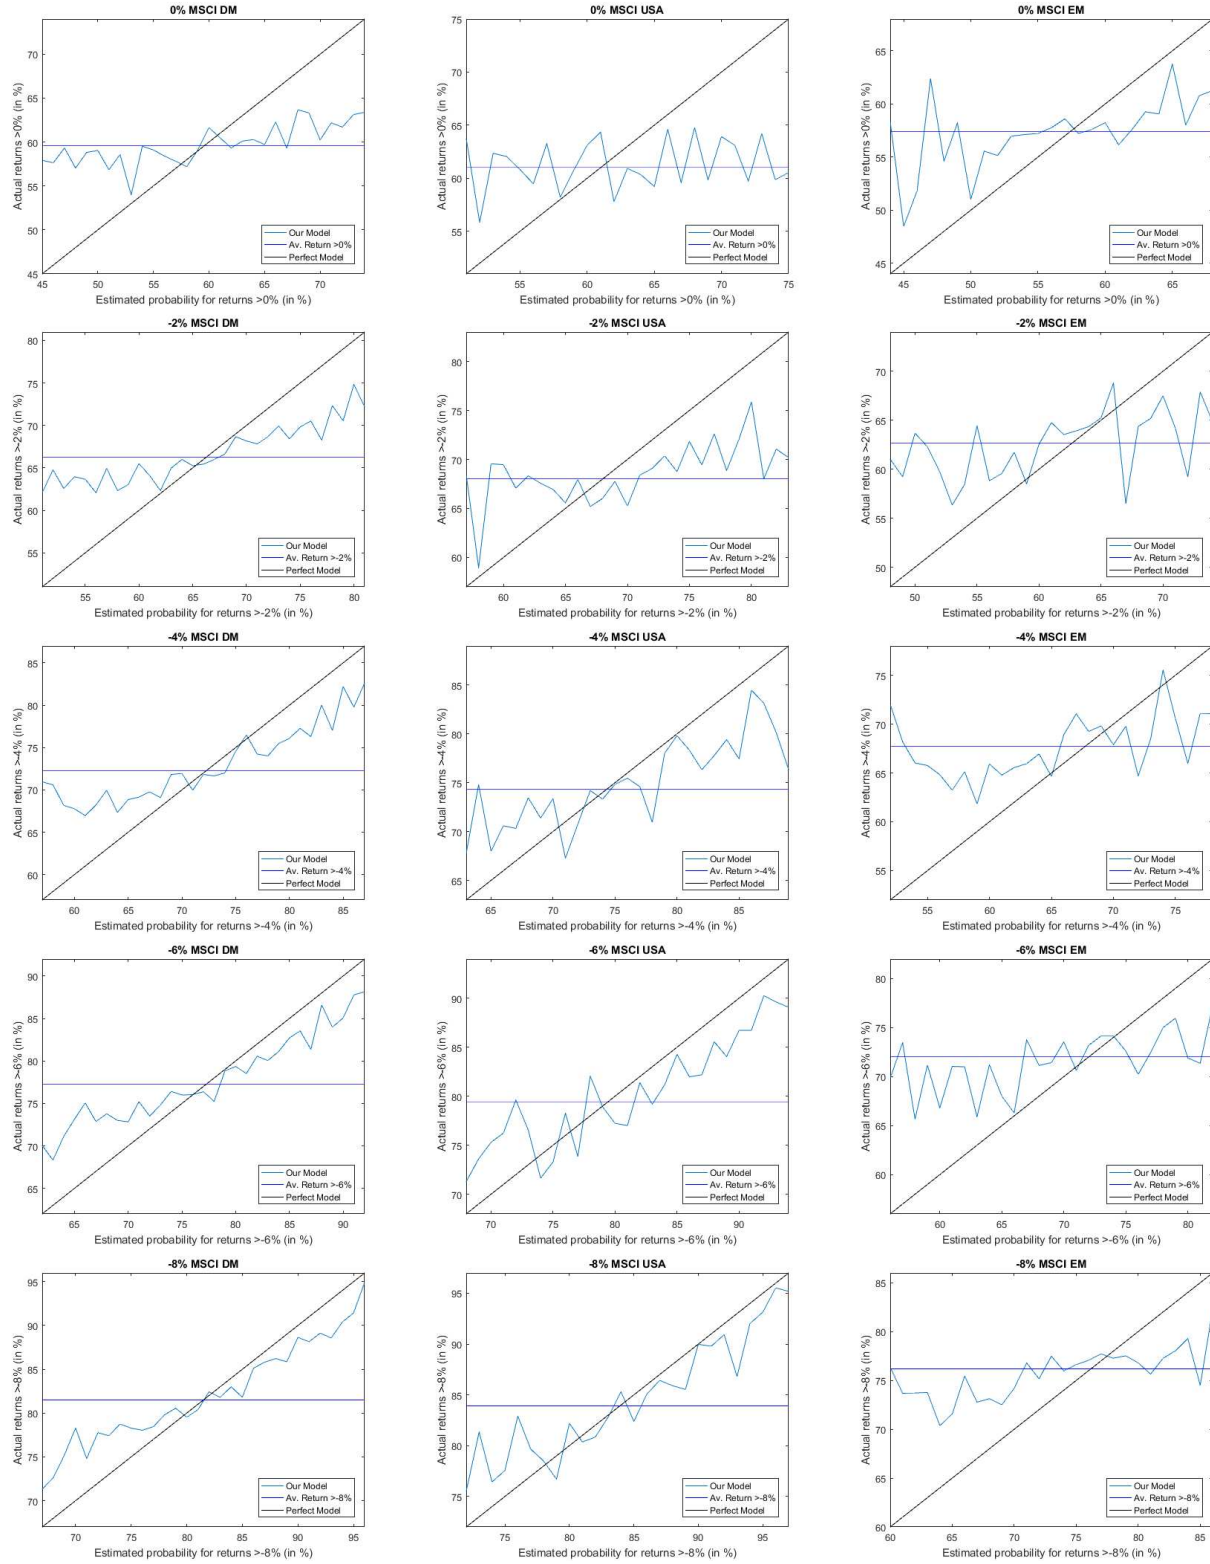 0% MSCI DM
Actual returns >0% (in %)
70
65
60
55
50
45
Our Model
Av. Return >0%
Perfect Model
45 50 55 60 65 70
Estimated probability for returns >0% (in %)
0% MSCI USA
Actual returns >0% (in %)
75
70
65
60
55
Our Model
Av. Return >0%
Perfect Model
55 60 65 70 75
Estimated probability for returns >0% (in %)
0% MSCI EM
Actual returns >0% (in %)
65
60
55
50
45
Our Model
Av. Return >0%
Perfect Model
45 50 55 60 65
Estimated probability for returns >0% (in %)
-2% MSCI DM
Actual returns >-2% (in %)
80
75
70
65
60
55
Our Model
Av. Return >-2%
Perfect Model
55 60 65 70 75 80
Estimated probability for returns >-2% (in %)
-2% MSCI USA
Actual returns >-2% (in %)
80
75
70
65
60
Our Model
Av. Return >-2%
Perfect Model
60 65 70 75 80
Estimated probability for returns >-2% (in %)
-2% MSCI EM
Actual returns >-2% (in %)
70
65
60
55
50
Our Model
Av. Return >-2%
Perfect Model
50 55 60 65 70
Estimated probability for returns >-2% (in %)
-4% MSCI DM
Actual returns >-4% (in %)
85
80
75
70
65
60
Our Model
Av. Return >-4%
Perfect Model
60 65 70 75 80 85
Estimated probability for returns >-4% (in %)
-4% MSCI USA
Actual returns >-4% (in %)
85
80
75
70
65
Our Model
Av. Return >-4%
Perfect Model
65 70 75 80 85
Estimated probability for returns >-4% (in %)
-4% MSCI EM
Actual returns >-4% (in %)
75
70
65
60
55
Our Model
Av. Return >-4%
Perfect Model
55 60 65 70 75
Estimated probability for returns >-4% (in %)
-6% MSCI DM
Actual returns >-6% (in %)
90
85
80
75
70
65
Our Model
Av. Return >-6%
Perfect Model
65 70 75 80 85 90
Estimated probability for returns >-6% (in %)
-6% MSCI USA
Actual returns >-6% (in %)
90
85
80
75
70
Our Model
Av. Return >-6%
Perfect Model
70 75 80 85 90
Estimated probability for returns >-6% (in %)
-6% MSCI EM
Actual returns >-6% (in %)
80
75
70
65
60
Our Model
Av. Return >-6%
Perfect Model
60 65 70 75 80
Estimated probability for returns >-6% (in %)
-8% MSCI DM
Actual returns >-8% (in %)
95
90
85
80
75
70
Our Model
Av. Return >-8%
Perfect Model
70 75 80 85 90 95
Estimated probability for returns >-8% (in %)
-8% MSCI USA
Actual returns >-8% (in %)
95
90
85
80
75
Our Model
Av. Return >-8%
Perfect Model
75 80 85 90 95
Estimated probability for returns >-8% (in %)
-8% MSCI EM
Actual returns >-8% (in %)
85
80
75
70
65
60
Our Model
Av. Return >-8%
Perfect Model
60 65 70 75 80 85
Estimated probability for returns >-8% (in %)